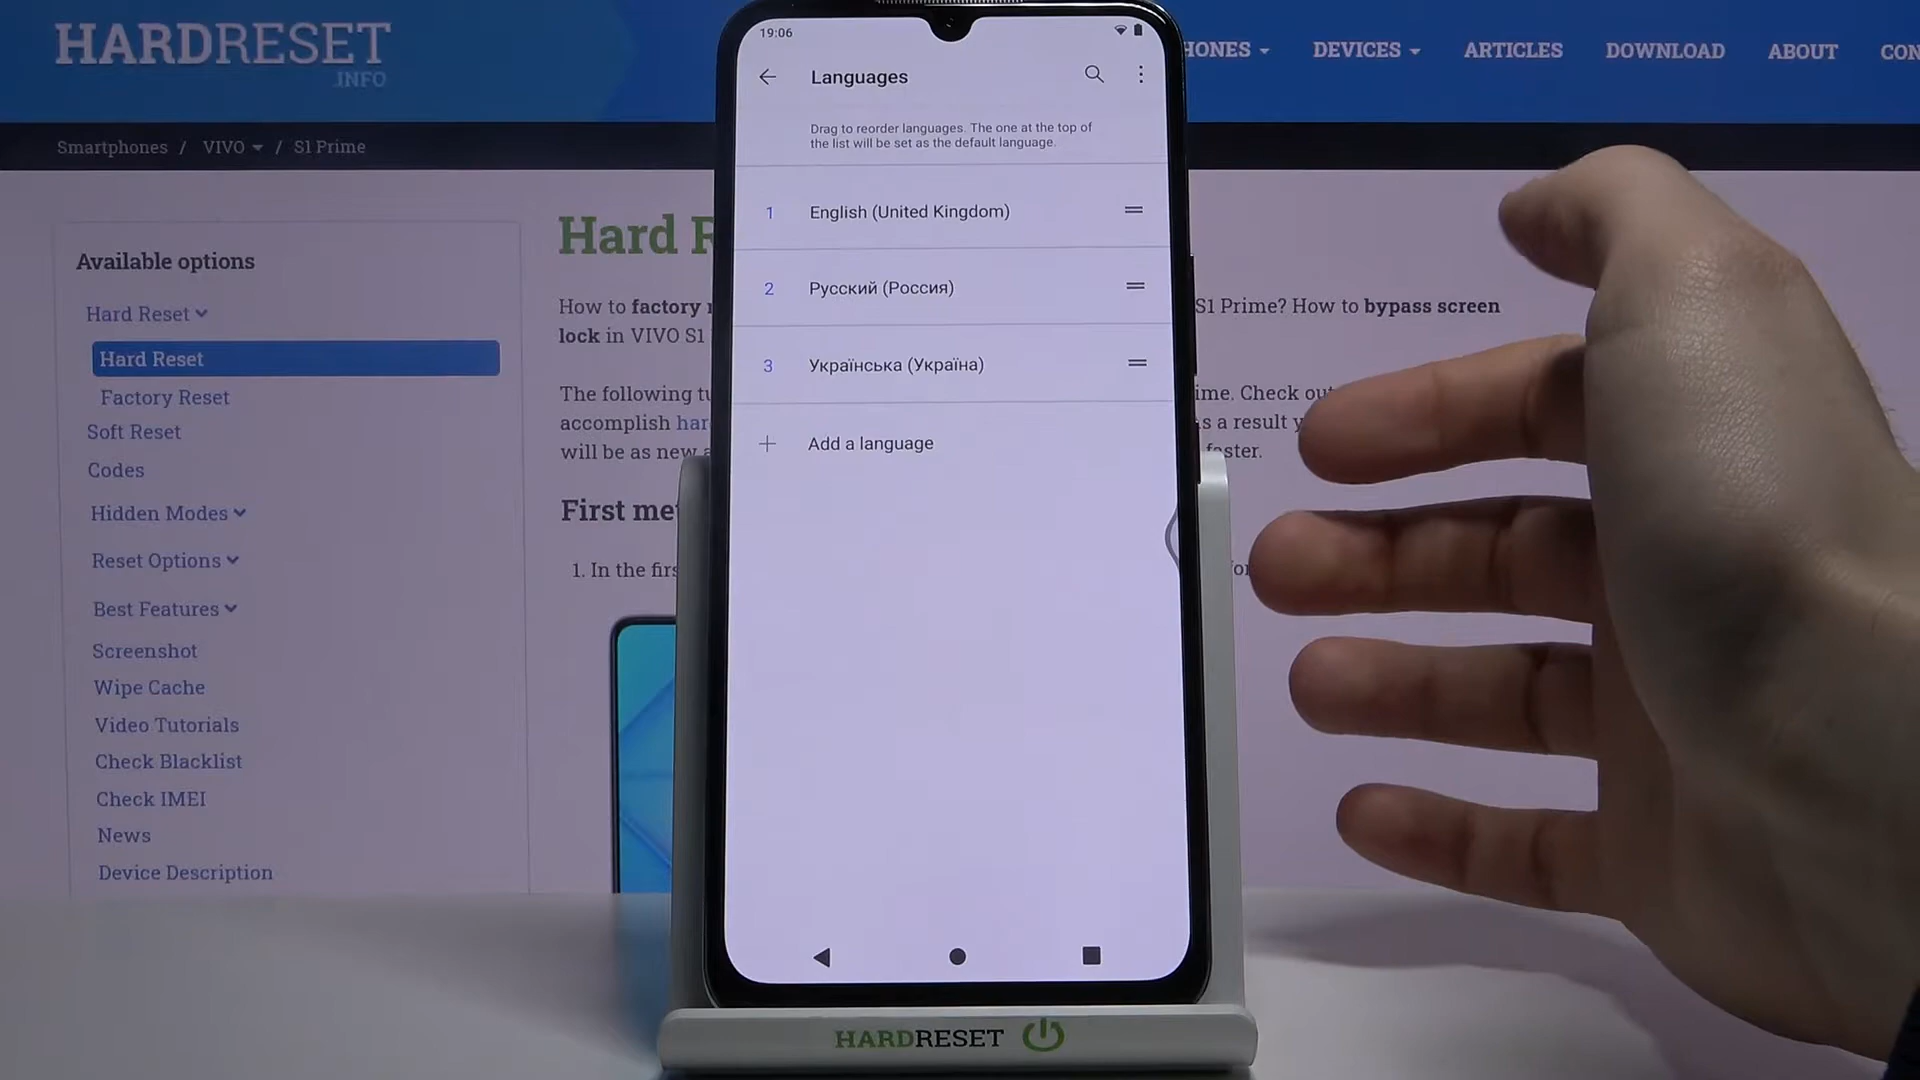 HARDRESET
.INFO
HONES
DEVICES
ARTICLES
DOWNLOAD
ABOUT
Smartphones / VIVO / S1 Prime
Available options
Hard Reset
Hard Reset
Factory Reset
Soft Reset
Codes
Hidden Modes
Reset Options
Best Features
Screenshot
Wipe Cache
Video Tutorials
Check Blacklist
Check IMEI
News
Device Description
Hard
How to factory
S1 Prime? How to bypass screen
lock in VIVO S1
The following
ime. Check out
accomplish
s a result
will be as new
faster.
First
1. In the
19:06
Languages
Drag to reorder languages. The one at the top of
the list will be set as the default language.
1 English (United Kingdom)
2 Русский (Россия)
3 Українська (Україна)
+ Add a language
HARDRESET